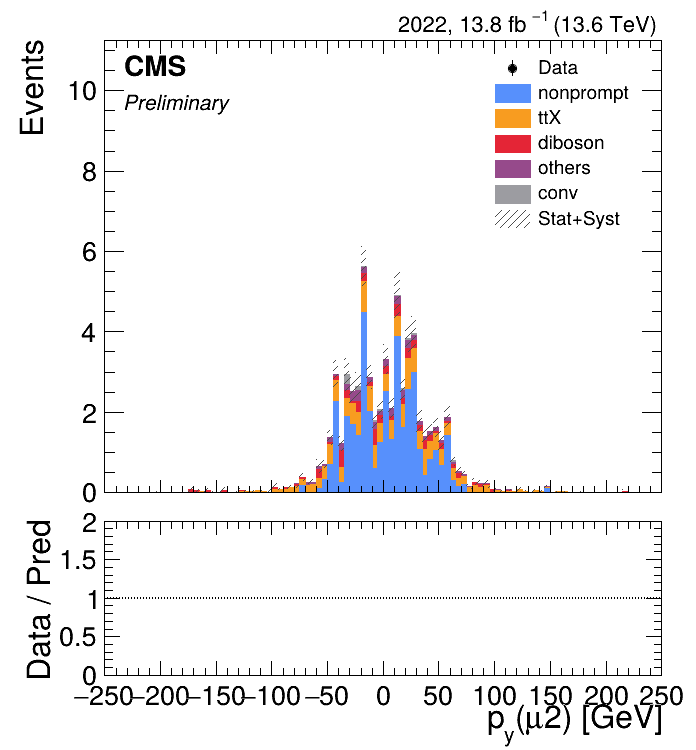 2022, 13.8 fb⁻¹ (13.6 TeV)
CMS
Preliminary
Data
nonprompt
ttX
diboson
others
conv
Stat+Syst
Events
10
8
6
4
2
0
Data / Pred
2
1.5
1
0.5
0
−250 −200 −150 −100 −50 0 50 100 150 200 250
p_y(μ2) [GeV]